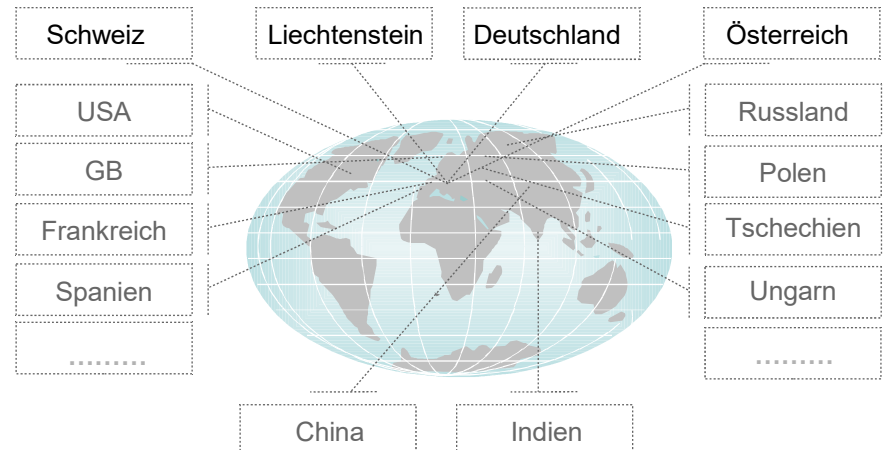 Schweiz
Liechtenstein
Deutschland
Österreich
USA
Russland
GB
Polen
Frankreich
Tschechien
Spanien
Ungarn
.........
.........
China
Indien